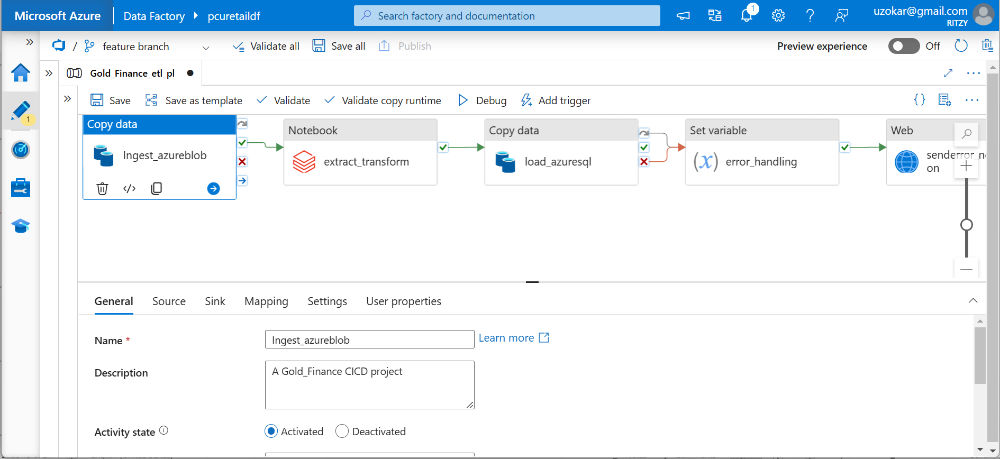 Microsoft Azure
Data Factory
pcuretaildf
Search factory and documentation
1
uzokar@gmail.com
RITZY
/
feature branch
Validate all
Save all
Publish
Preview experience
Off
Gold_Finance_etl_pl
1
Save
Save as template
Validate
Validate copy runtime
Debug
Add trigger
Copy data
Ingest_azureblob
Notebook
extract_transform
Copy data
load_azuresql
Set variable
(x)
error_handling
Web
senderror_
on
General
Source
Sink
Mapping
Settings
User properties
Name *
Ingest_azureblob
Learn more
Description
A Gold_Finance CICD project
Activity state
Activated
Deactivated